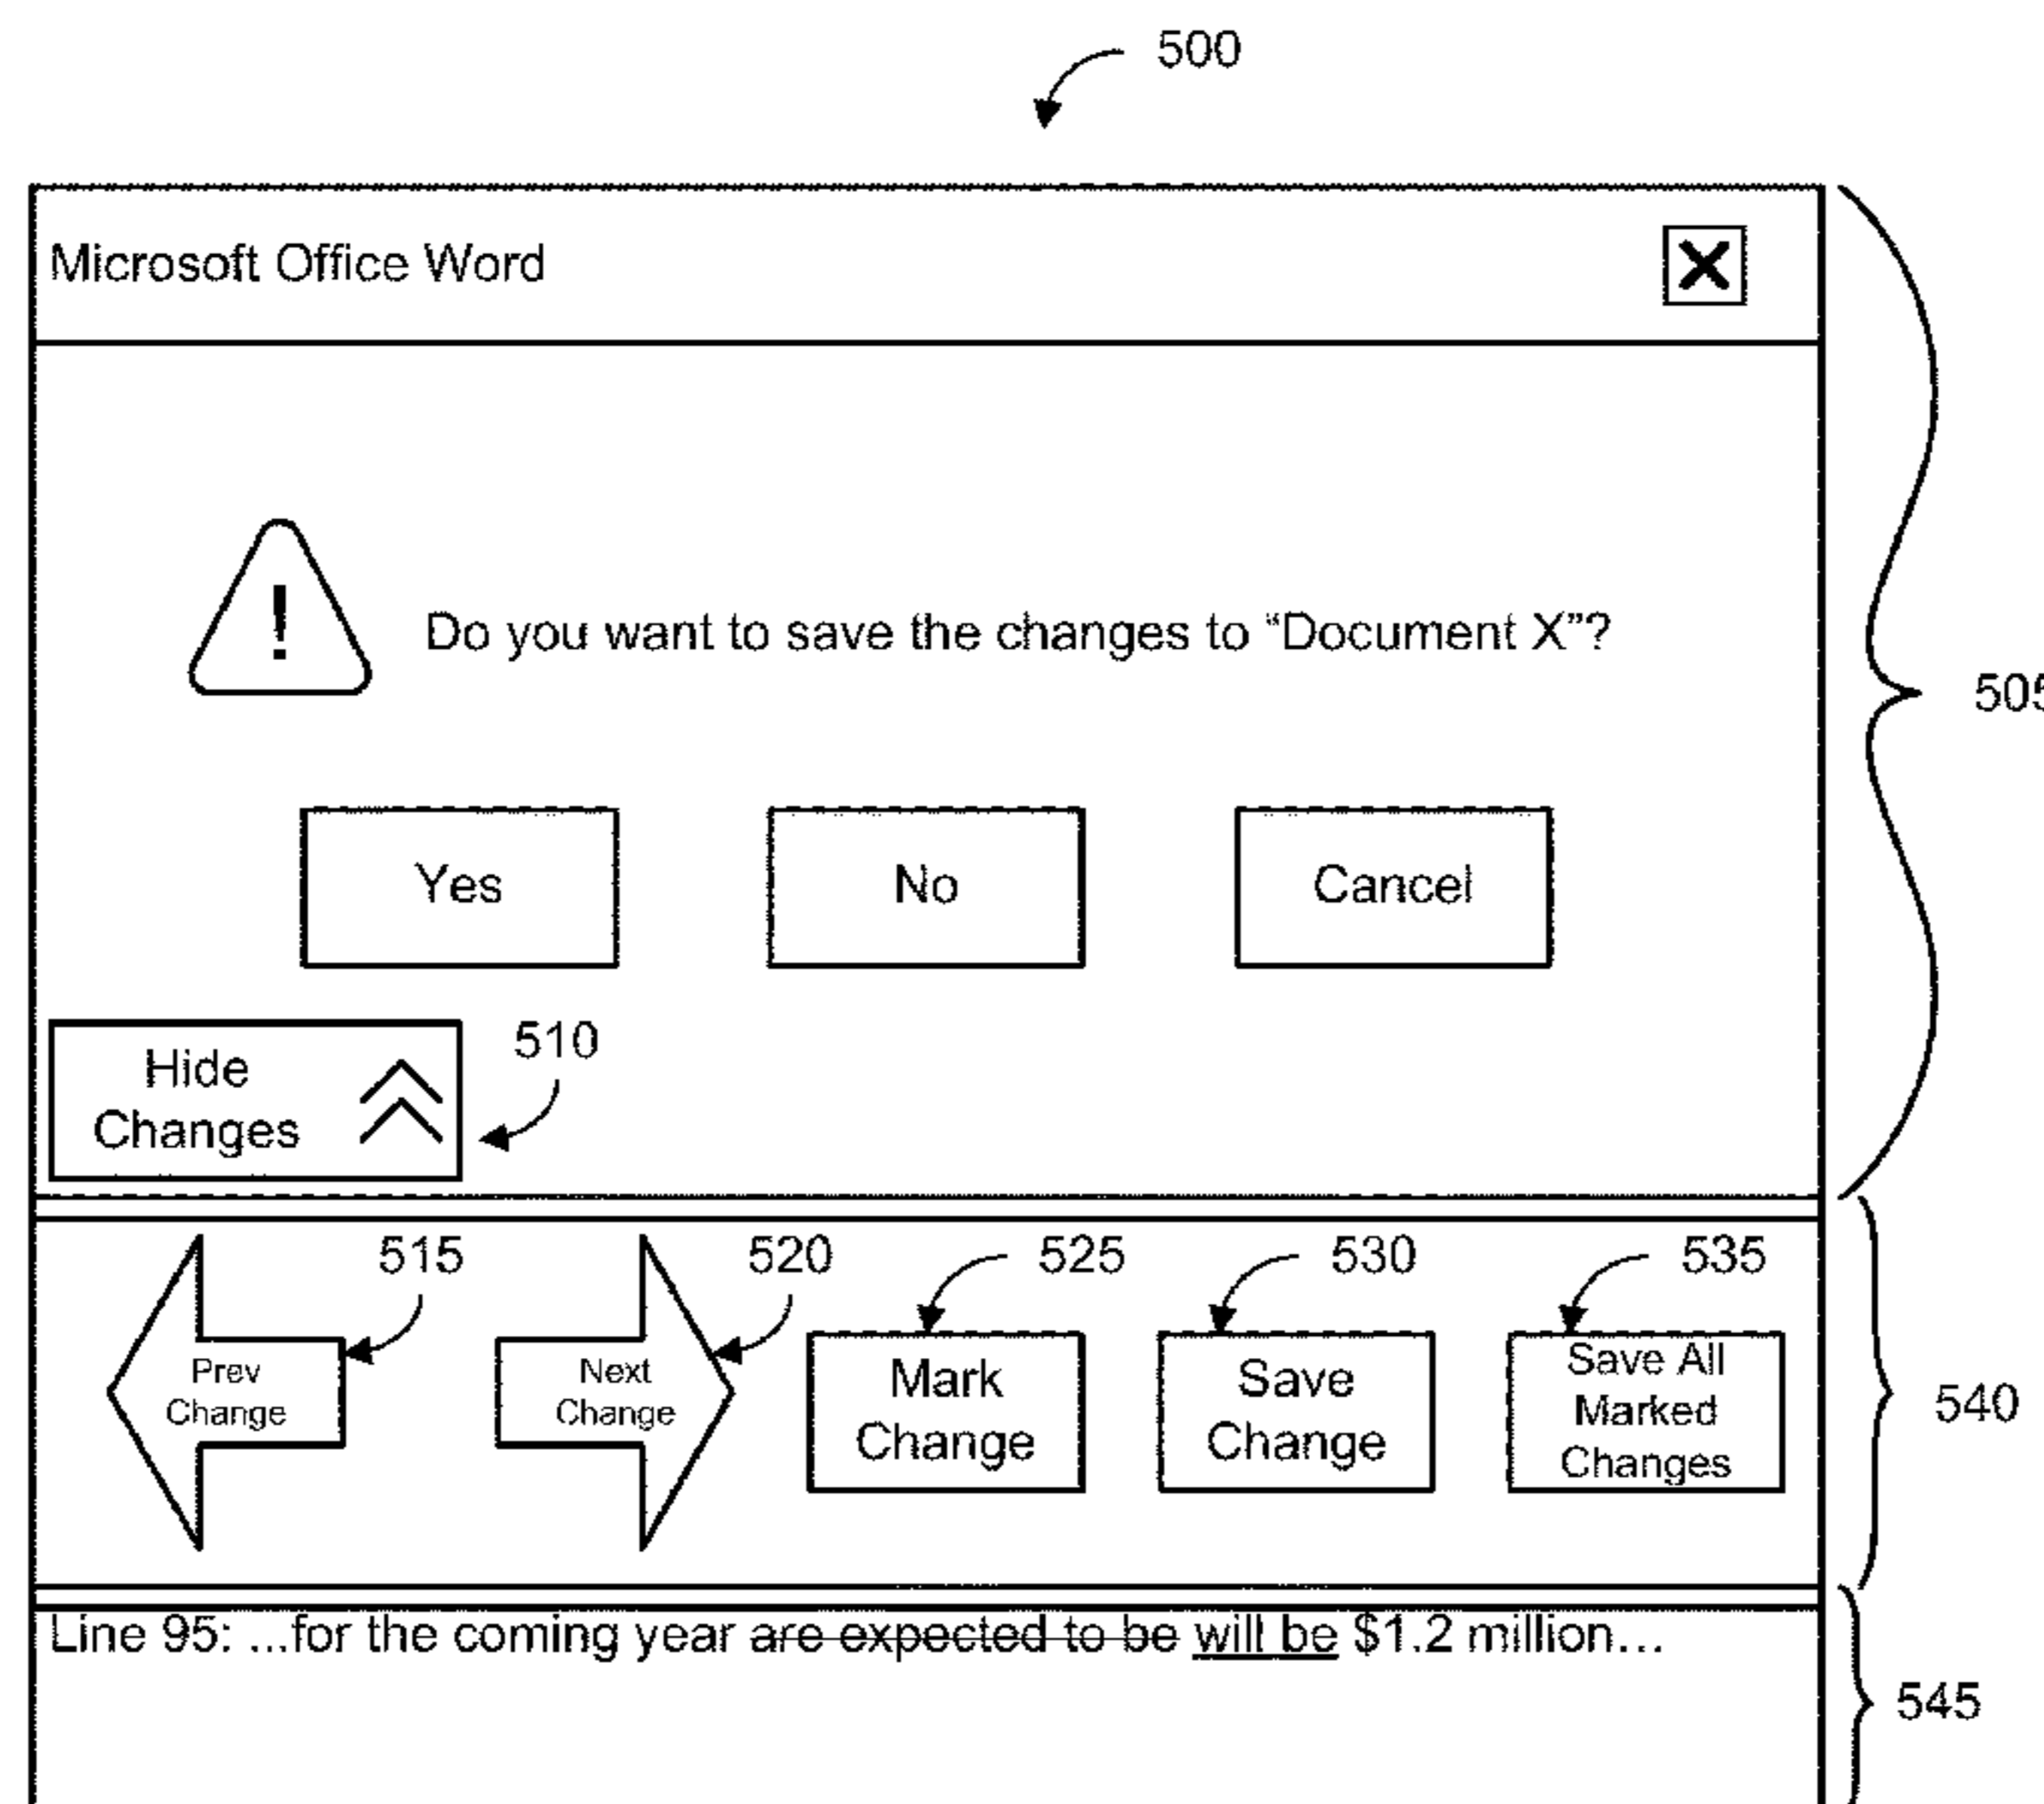 500
Microsoft Office Word
!
Do you want to save the changes to “Document X”?
505
Yes
No
Cancel
Hide
Changes
510
515
520
525
530
535
Prev
Change
Next
Change
Mark
Change
Save
Change
Save All
Marked
Changes
540
Line 95: ...for the coming year are expected to be will be $1.2 million...
545